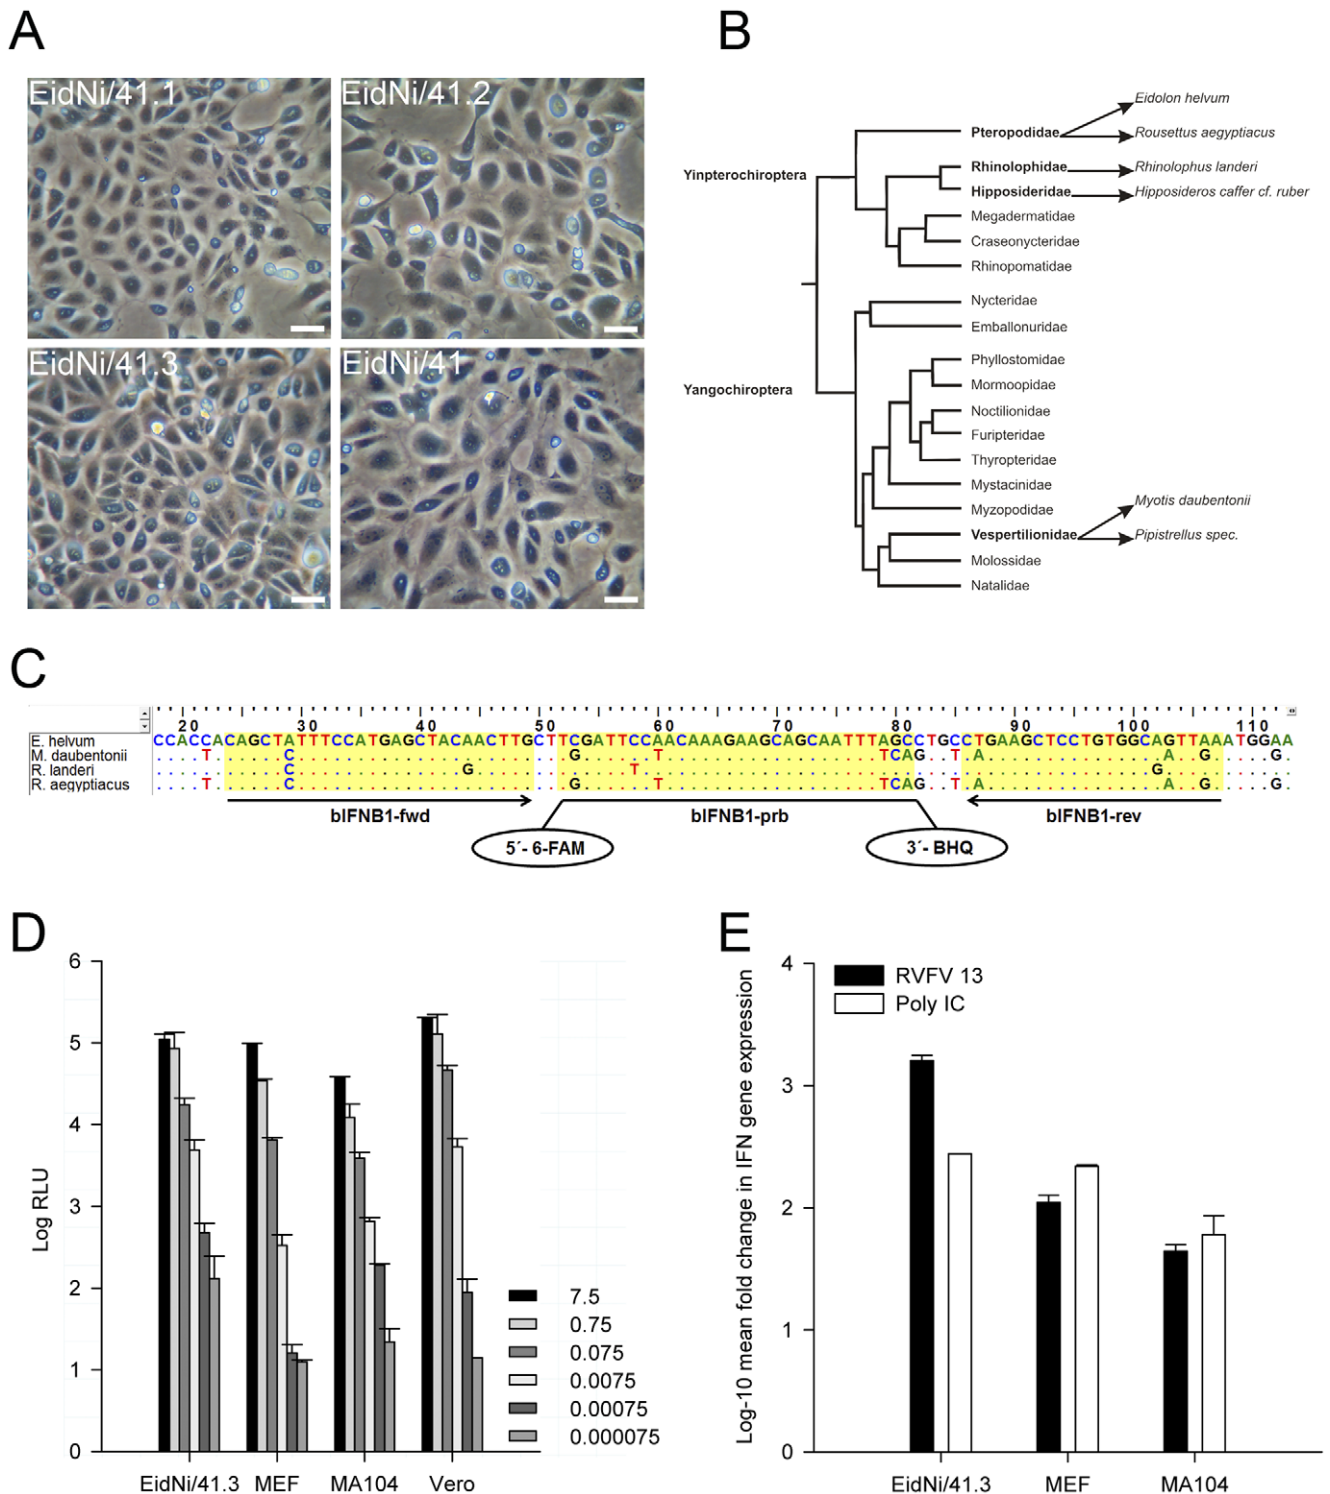 A
EidNi/41.1
EidNi/41.2
EidNi/41.3
EidNi/41
B
Yinpterochiroptera
Yangochiroptera
Pteropodidae
Rhinolophidae
Hipposideridae
Megadermatidae
Craseonycteridae
Rhinopomatidae
Nycteridae
Emballonuridae
Phyllostomidae
Mormoopidae
Noctilionidae
Furipteridae
Thyropteridae
Mystacinidae
Myzopodidae
Vespertilionidae
Molossidae
Natalidae
Eidolon helvum
Rousettus aegyptiacus
Rhinolophus landeri
Hipposideros caffer cf. ruber
Myotis daubentonii
Pipistrellus spec.
C
20 30 40 50 60 70 80 90 100 110
E. helvum CCACCACAGCTATTTCCATGAGCTACAACTTGCTTCGATTCCAACAAAGAAGCAGCAATTTAGCCTGCCTGAAGCTCCTGTGGCAGTTAAATGGAA
M. daubentonii ....T......C.......................G......T..................TCAG..T.A...............A..G.....G.
R. landeri ...........C..............G.............T...........................................G...........
R. aegyptiacus ....T......C.......................G......T..................TCAG..T.A...............A..G.....G.
bIFNB1-fwd bIFNB1-prb bIFNB1-rev
5´- 6-FAM 3´- BHQ
D
Log RLU
6
5
4
3
2
1
0
7.5
0.75
0.075
0.0075
0.00075
0.000075
EidNi/41.3 MEF MA104 Vero
E
Log-10 mean fold change in IFN gene expression
4
3
2
1
0
RVFV 13
Poly IC
EidNi/41.3 MEF MA104